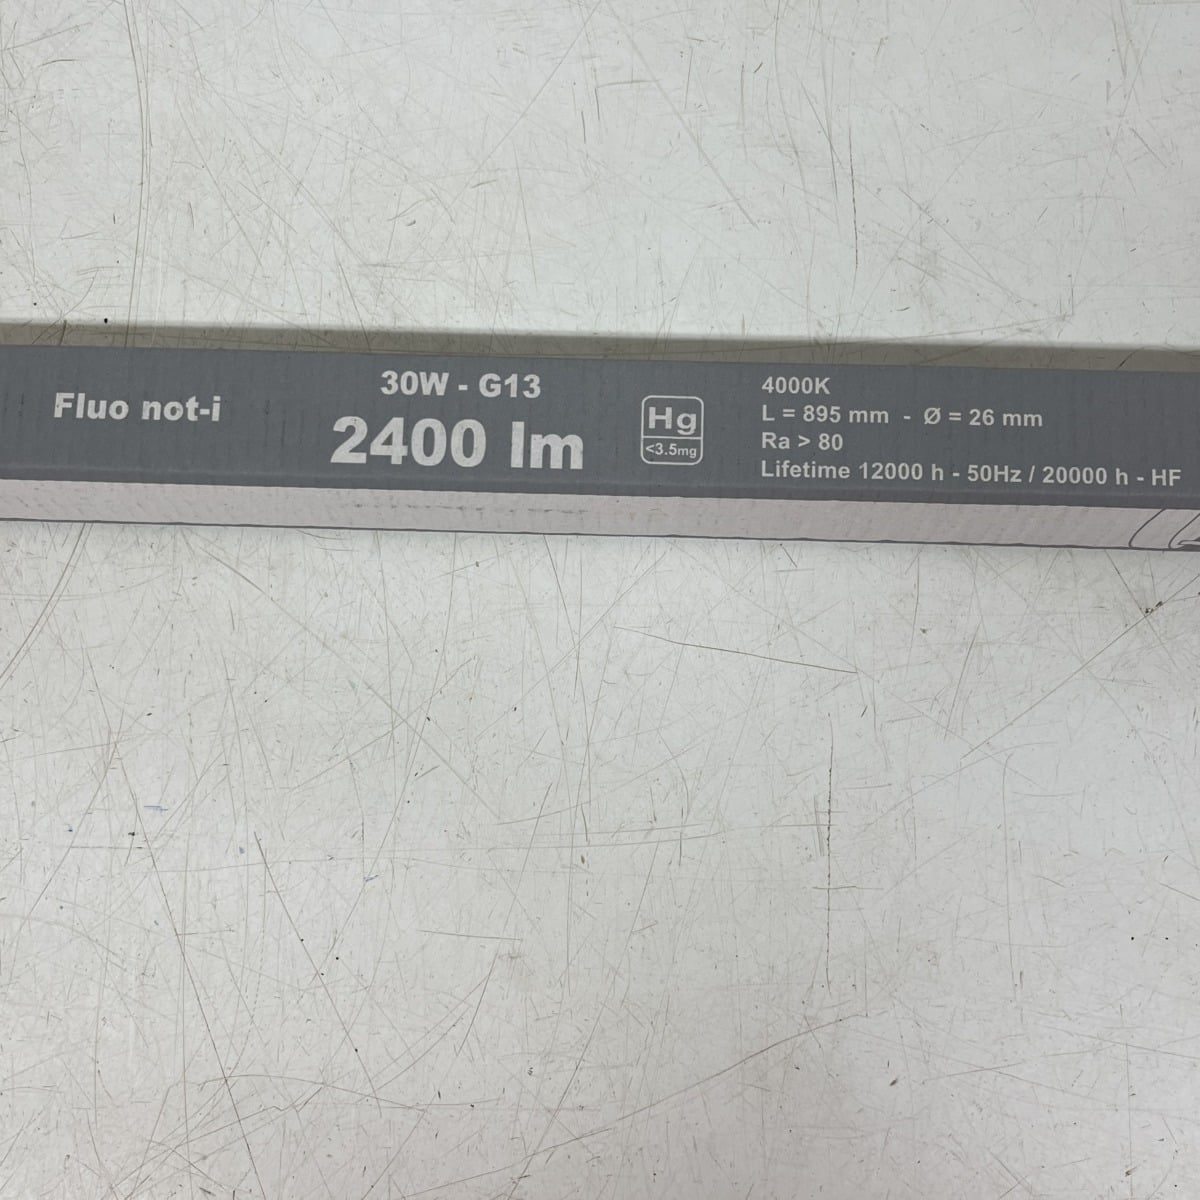 Fluo not-i
30W - G13
2400 lm
Hg
<3.5mg
4000K
L = 895 mm - Ø = 26 mm
Ra > 80
Lifetime 12000 h - 50Hz / 20000 h - HF